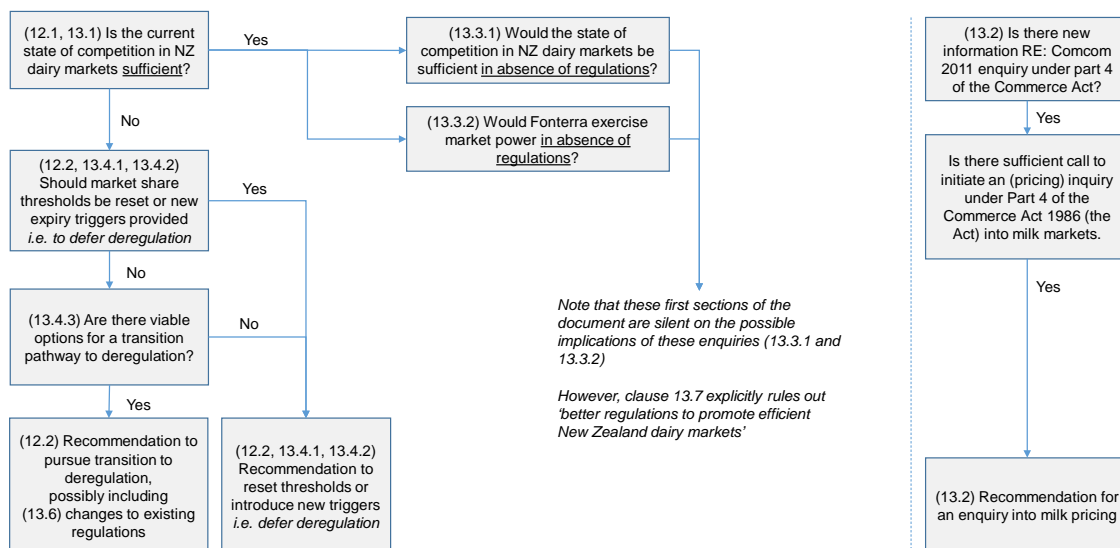 (12.1, 13.1) Is the current
state of competition in NZ
dairy markets sufficient?
Yes
No
(13.3.1) Would the state of
competition in NZ dairy markets be
sufficient in absence of regulations?
(13.3.2) Would Fonterra exercise
market power in absence of
regulations?
(12.2, 13.4.1, 13.4.2)
Should market share
thresholds be reset or new
expiry triggers provided
i.e. to defer deregulation
Yes
No
(13.4.3) Are there viable
options for a transition
pathway to deregulation?
No
Yes
(12.2) Recommendation to
pursue transition to
deregulation,
possibly including
(13.6) changes to existing
regulations
(12.2, 13.4.1, 13.4.2)
Recommendation to
reset thresholds or
introduce new triggers
i.e. defer deregulation
Note that these first sections of the
document are silent on the possible
implications of these enquiries (13.3.1 and
13.3.2)
However, clause 13.7 explicitly rules out
‘better regulations to promote efficient
New Zealand dairy markets’
(13.2) Is there new
information RE: Comcom
2011 enquiry under part 4
of the Commerce Act?
Yes
Is there sufficient call to
initiate an (pricing) inquiry
under Part 4 of the
Commerce Act 1986 (the
Act) into milk markets.
Yes
(13.2) Recommendation for
an enquiry into milk pricing